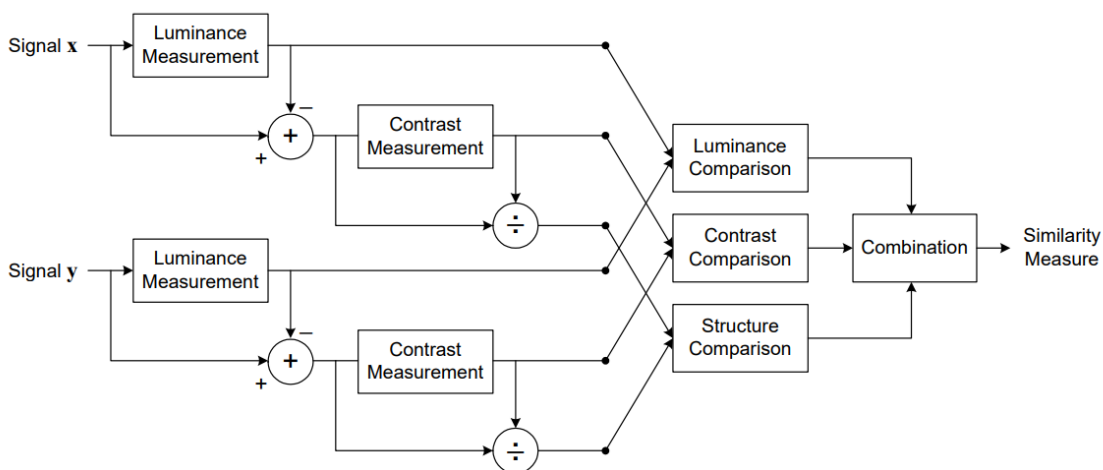 Signal x
Luminance
Measurement
−
+
+
Contrast
Measurement
÷
Signal y
Luminance
Measurement
−
+
+
Contrast
Measurement
÷
Luminance
Comparison
Contrast
Comparison
Structure
Comparison
Combination
Similarity
Measure